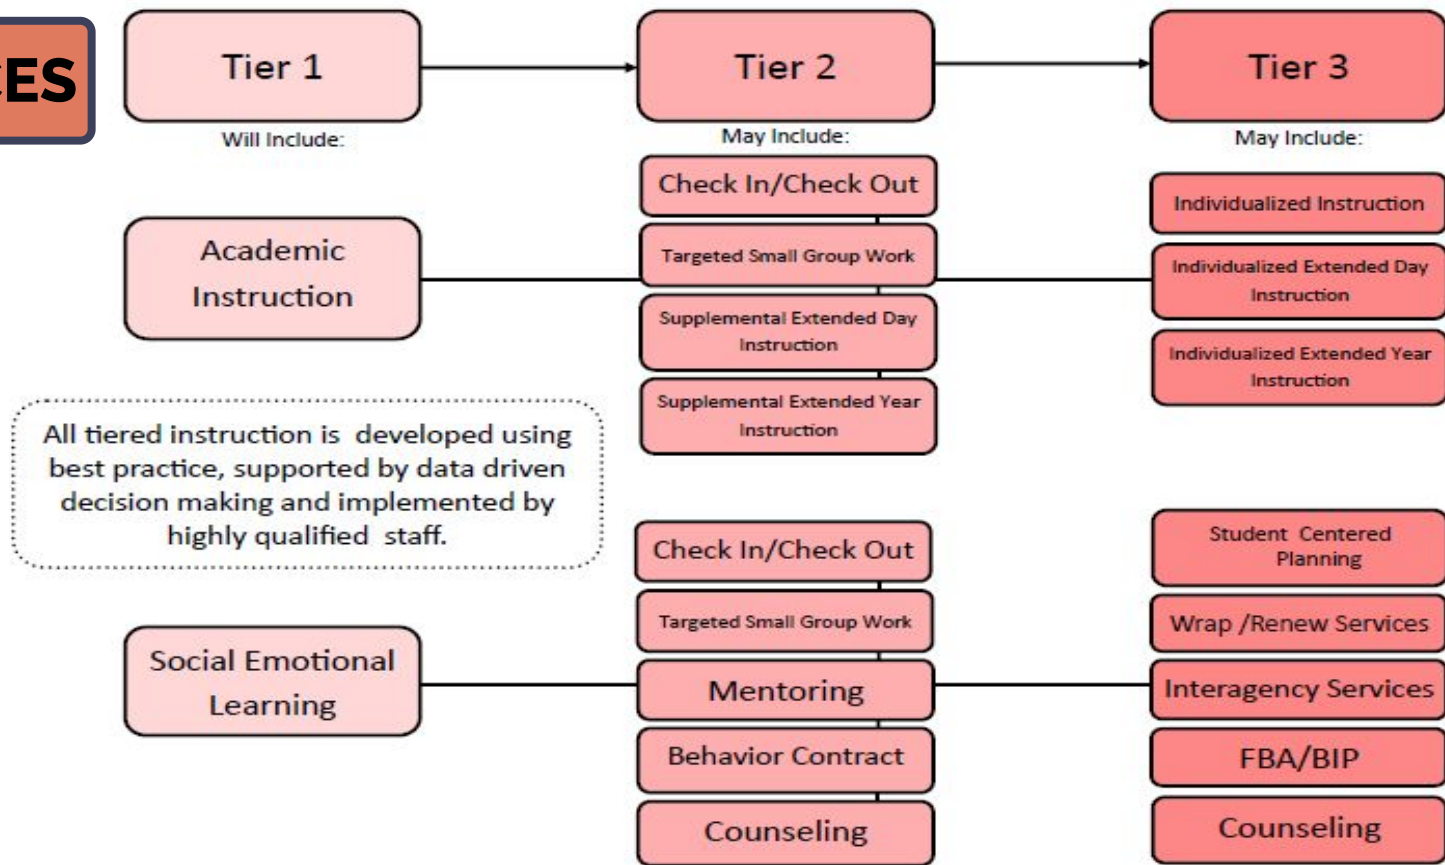 CES
Tier 1
Will Include:
Tier 2
May Include:
Tier 3
May Include:
Academic
Instruction
Check In/Check Out
Targeted Small Group Work
Supplemental Extended Day
Instruction
Supplemental Extended Year
Instruction
Individualized Instruction
Individualized Extended Day
Instruction
Individualized Extended Year
Instruction
All tiered instruction is developed using
best practice, supported by data driven
decision making and implemented by
highly qualified staff.
Social Emotional
Learning
Check In/Check Out
Targeted Small Group Work
Mentoring
Behavior Contract
Counseling
Student Centered
Planning
Wrap /Renew Services
Interagency Services
FBA/BIP
Counseling